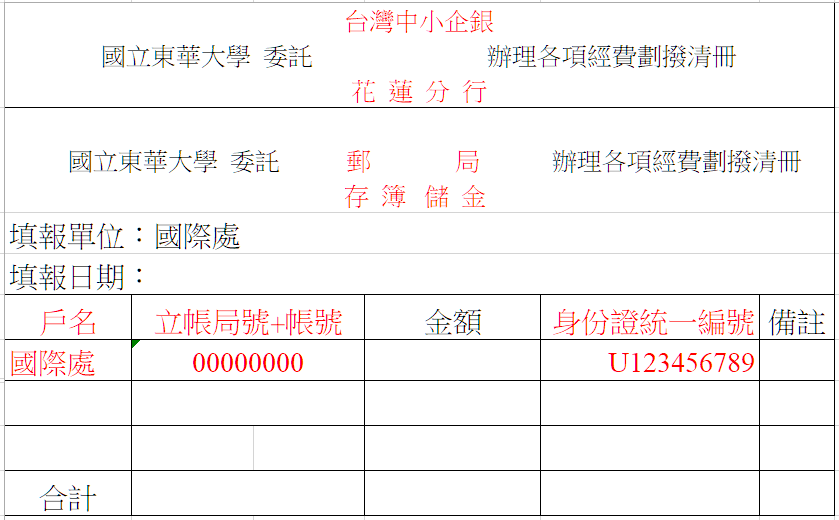 台灣中小企銀
國立東華大學 委託 辦理各項經費劃撥清冊
花 蓮 分 行
國立東華大學 委託 郵 局 辦理各項經費劃撥清冊
存 簿 儲 金
填報單位：國際處
填報日期：
戶名 立帳局號+帳號 金額 身份證統一編號 備註
國際處 00000000 U123456789
合計